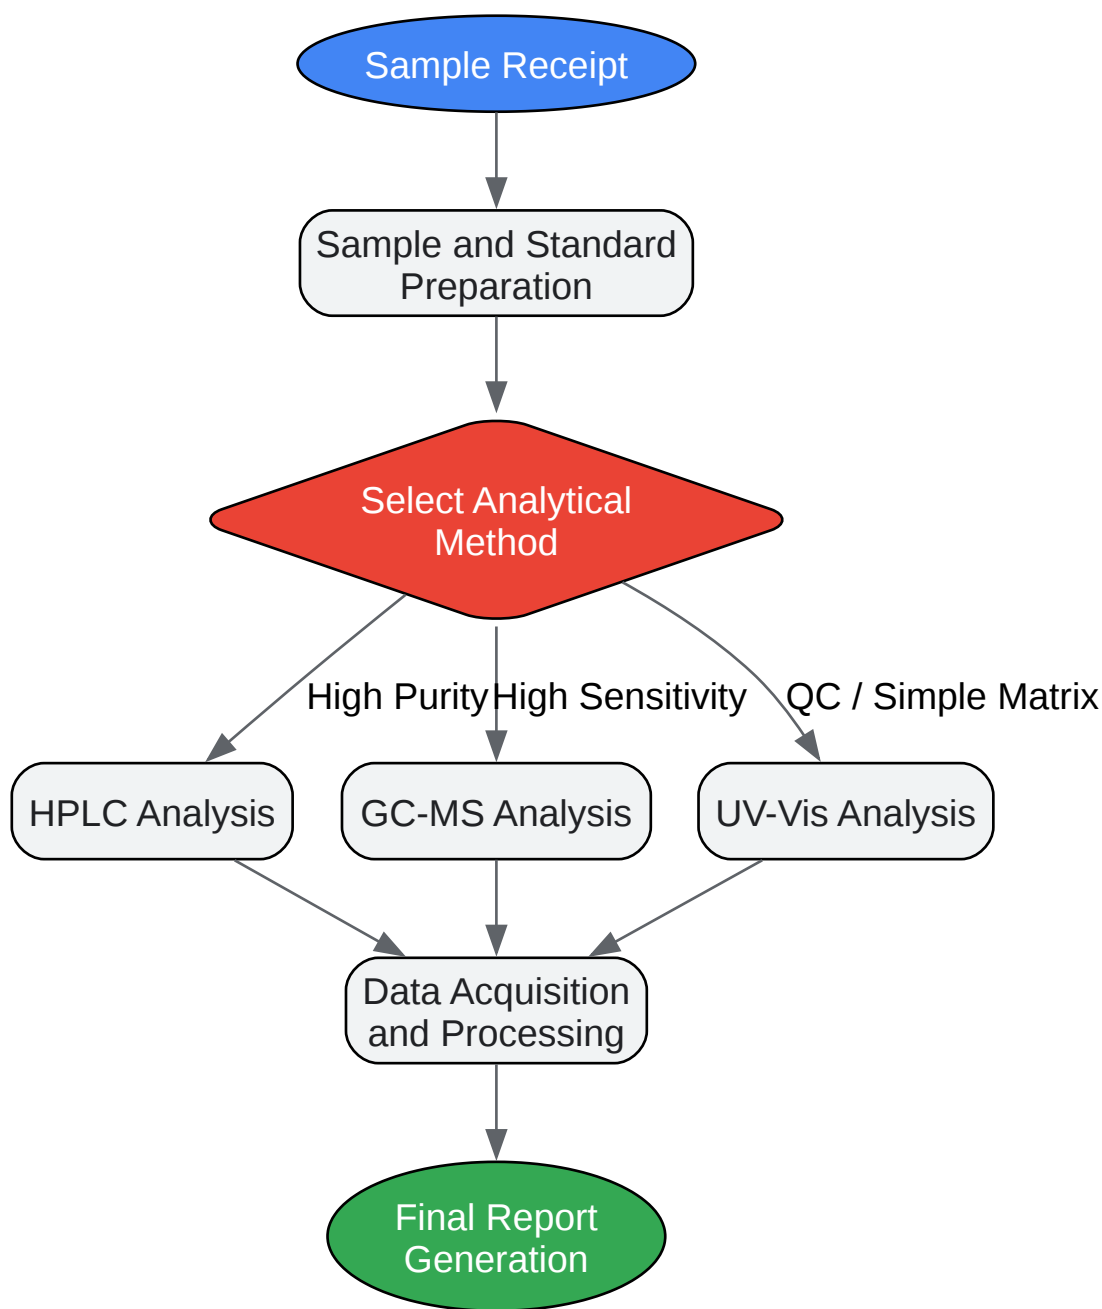 Sample Receipt
Sample and Standard
Preparation
Select Analytical
Method
High Purity
High Sensitivity
QC / Simple Matrix
HPLC Analysis
GC-MS Analysis
UV-Vis Analysis
Data Acquisition
and Processing
Final Report
Generation